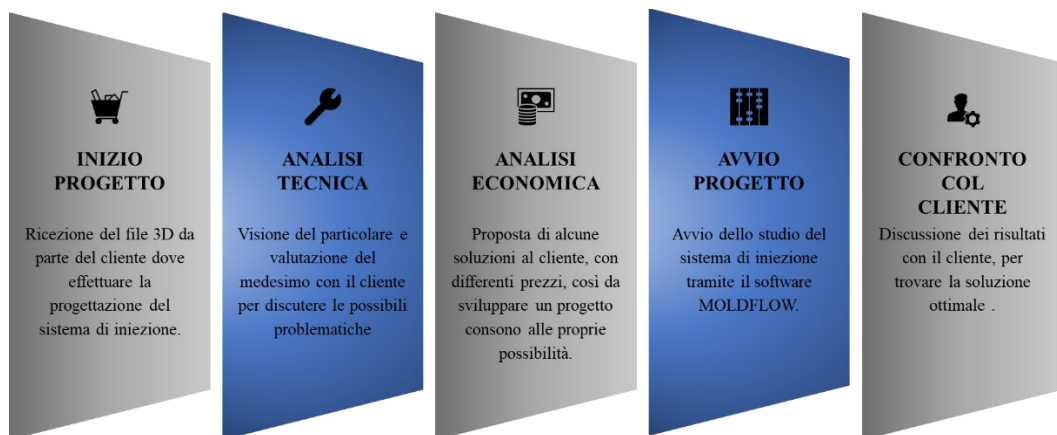 INIZIO
PROGETTO
Ricezione del file 3D da
parte del cliente dove
effettuare la
progettazione del
sistema di iniezione.
ANALISI
TECNICA
Visione del particolare e
valutazione del
medesimo con il cliente
per discutere le possibili
problematiche
ANALISI
ECONOMICA
Proposta di alcune
soluzioni al cliente, con
differenti prezzi, così da
sviluppare un progetto
consono alle proprie
possibilità.
AVVIO
PROGETTO
Avvio dello studio del
sistema di iniezione
tramite il software
MOLDFLOW.
CONFRONTO
COL
CLIENTE
Discussione dei risultati
con il cliente, per
trovare la soluzione
ottimale .